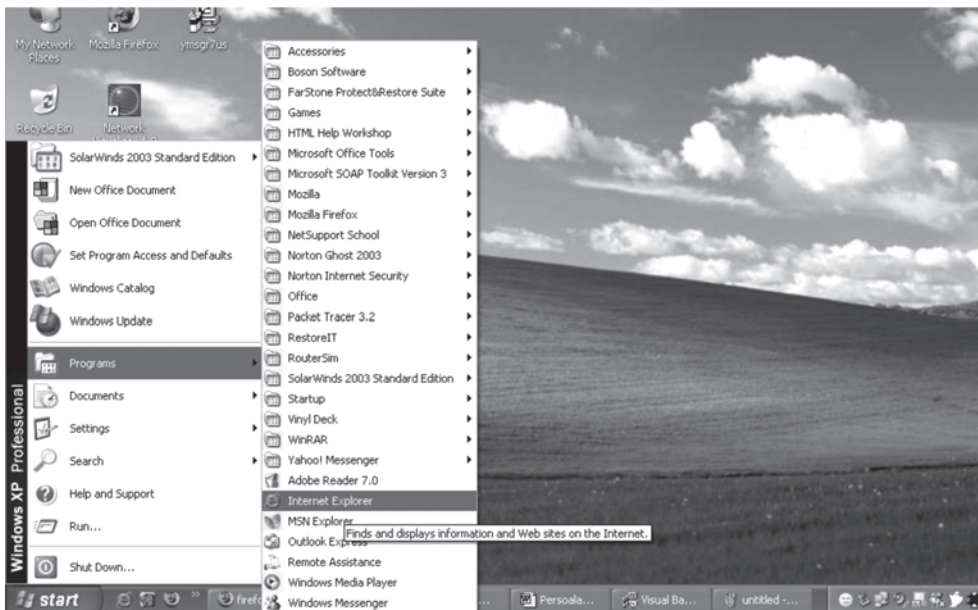 My Network
Places
Mozilla Firefox
ymsgr7us
Recycle Bin
Network
SolarWinds 2003 Standard Edition
New Office Document
Open Office Document
Set Program Access and Defaults
Windows Catalog
Windows Update
Programs
Documents
Settings
Search
Help and Support
Run...
Shut Down...
Windows XP Professional
Accessories
Boson Software
FarStone Protect&Restore Suite
Games
HTML Help Workshop
Microsoft Office Tools
Microsoft SOAP Toolkit Version 3
Mozilla
Mozilla Firefox
NetSupport School
Norton Ghost 2003
Norton Internet Security
Office
Packet Tracer 3.2
RestoreIT
RouterSim
SolarWinds 2003 Standard Edition
Startup
Vinyl Deck
WinRAR
Yahoo! Messenger
Adobe Reader 7.0
Internet Explorer
MSN Explorer
Finds and displays information and Web sites on the Internet.
Outlook Express
Remote Assistance
Windows Media Player
Windows Messenger
start
»
firefo
...
Persoala...
Visual Ba...
untitled -...